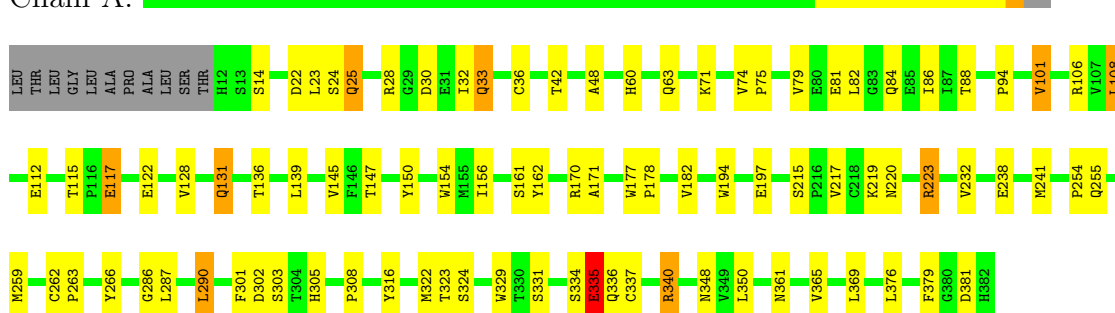 Chain A:
LEU THR LEU GLY LEU ALA PRO ALA LEU SER THR H12 S13 S14 D22 L23 S24 Q25 R28 G29 D30 E31 I32 Q33 C36 T42 A48 H60 Q63 K71 V74 P75 V79 E80 E81 L82 G83 Q84 E85 I86 I87 T88 P94 V101 R106 V107 L108
E112 T115 P116 E117 E122 V128 Q131 T136 L139 V145 F146 T147 Y150 W154 M155 I156 S161 Y162 R170 A171 W177 P178 V182 W194 E197 S215 P216 V217 C218 K219 N220 R223 V232 E238 M241 P254 Q255
M259 C262 P263 Y266 G286 L287 L290 F301 D302 S303 T304 H305 P308 Y316 M322 T323 S324 W329 T330 S331 S334 E335 Q336 C337 R340 N348 V349 L350 N361 V365 L369 L376 F379 G380 D381 H382